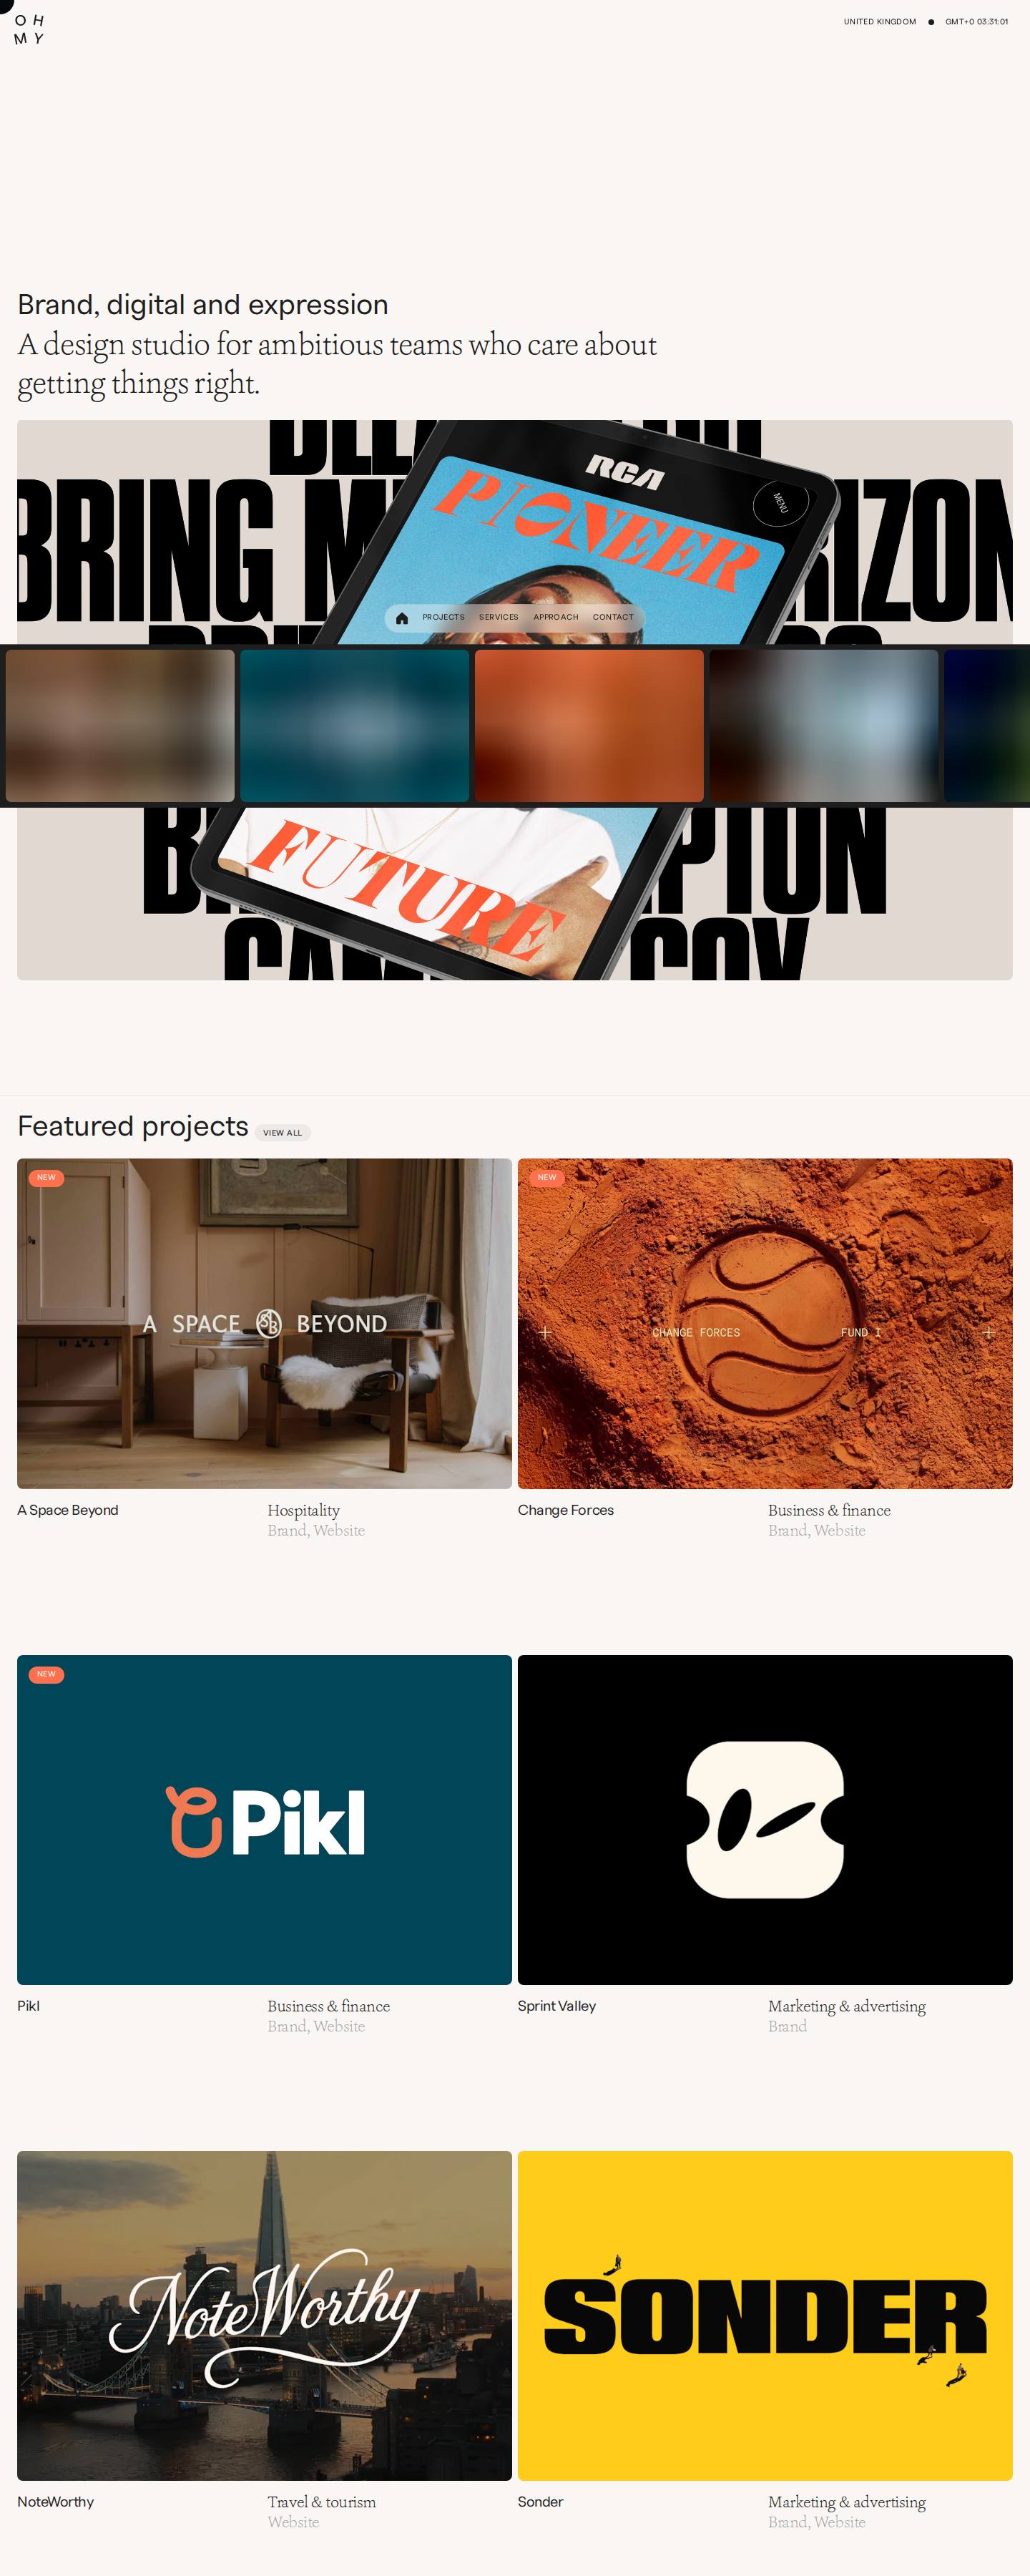 OH
MY
UNITED KINGDOM
GMT+0 03:31:01
Brand, digital and expression
A design studio for ambitious teams who care about
getting things right.
RCA
MENU
PIONEER
BRING
PROJECTS SERVICES APPROACH CONTACT
FUTURE
Featured projects VIEW ALL
NEW
A SPACE BEYOND
NEW
CHANGE FORCES FUND I
A Space Beyond
Hospitality
Brand, Website
Change Forces
Business & finance
Brand, Website
NEW
Pikl
Pikl
Business & finance
Brand, Website
Sprint Valley
Marketing & advertising
Brand
NoteWorthy
SONDER
NoteWorthy
Travel & tourism
Website
Sonder
Marketing & advertising
Brand, Website